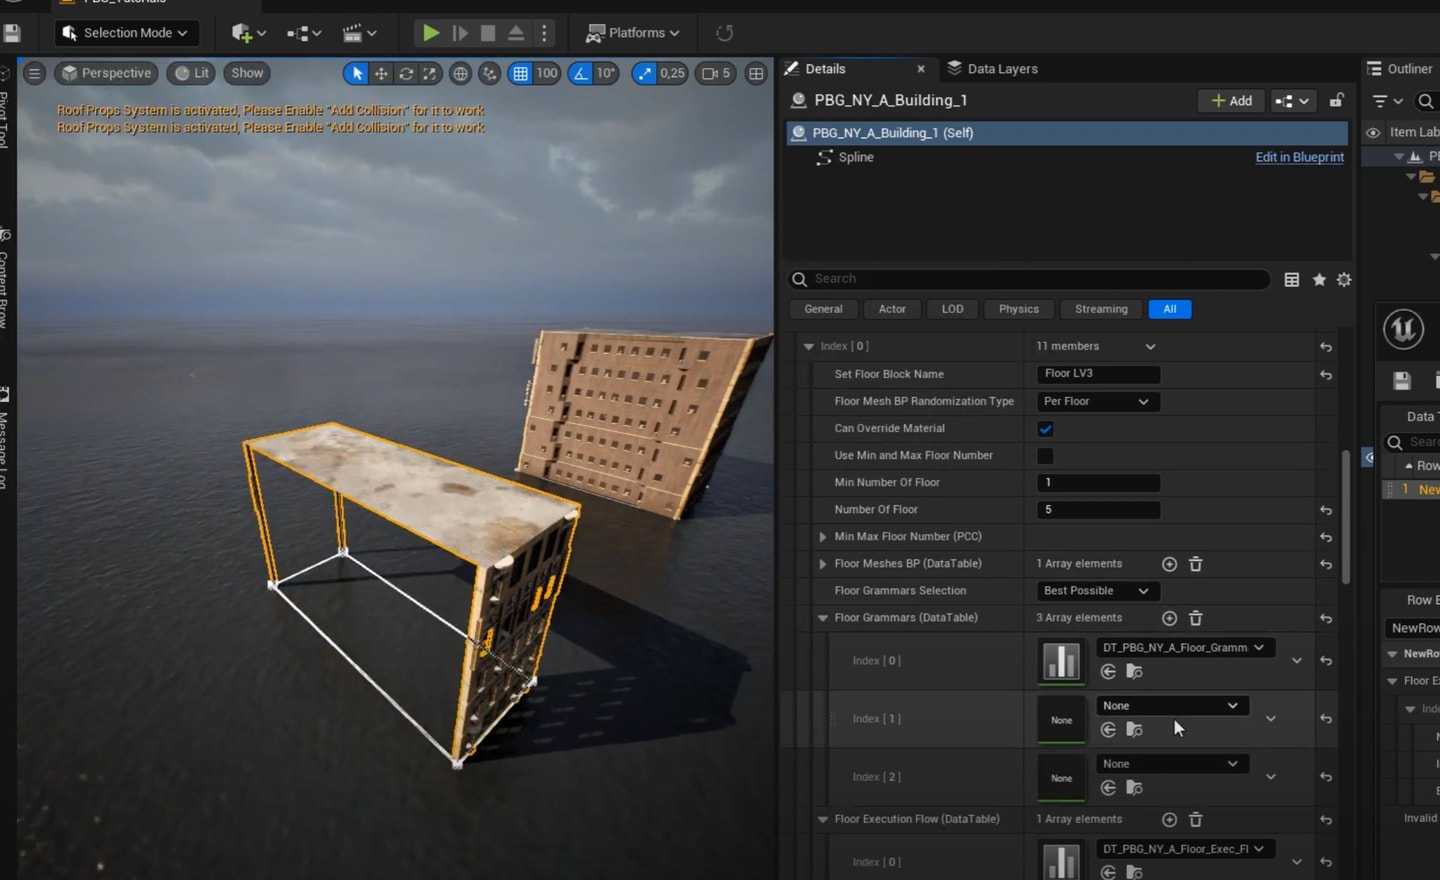 PBG_Tutorials
Selection Mode
Platforms
Perspective
Lit
Show
100
10°
0,25
5
Roof Props System is activated, Please Enable "Add Collision" for it to work
Roof Props System is activated, Please Enable "Add Collision" for it to work
Pivot Tool
Content Brow
Message Log
Details
Data Layers
PBG_NY_A_Building_1
Add
PBG_NY_A_Building_1 (Self)
Spline
Edit in Blueprint
Search
General
Actor
LOD
Physics
Streaming
All
Index [ 0 ]
11 members
Set Floor Block Name
Floor LV3
Floor Mesh BP Randomization Type
Per Floor
Can Override Material
Use Min and Max Floor Number
Min Number Of Floor
1
Number Of Floor
5
Min Max Floor Number (PCC)
Floor Meshes BP (DataTable)
1 Array elements
Floor Grammars Selection
Best Possible
Floor Grammars (DataTable)
3 Array elements
Index [ 0 ]
DT_PBG_NY_A_Floor_Gramm
Index [ 1 ]
None
None
Index [ 2 ]
None
None
Floor Execution Flow (DataTable)
1 Array elements
Index [ 0 ]
DT_PBG_NY_A_Floor_Exec_Fl
Outliner
Item Lab
Data T
Searc
Row
1
New
Row E
NewRow
NewRo
Floor Ex
Inde
Invalid